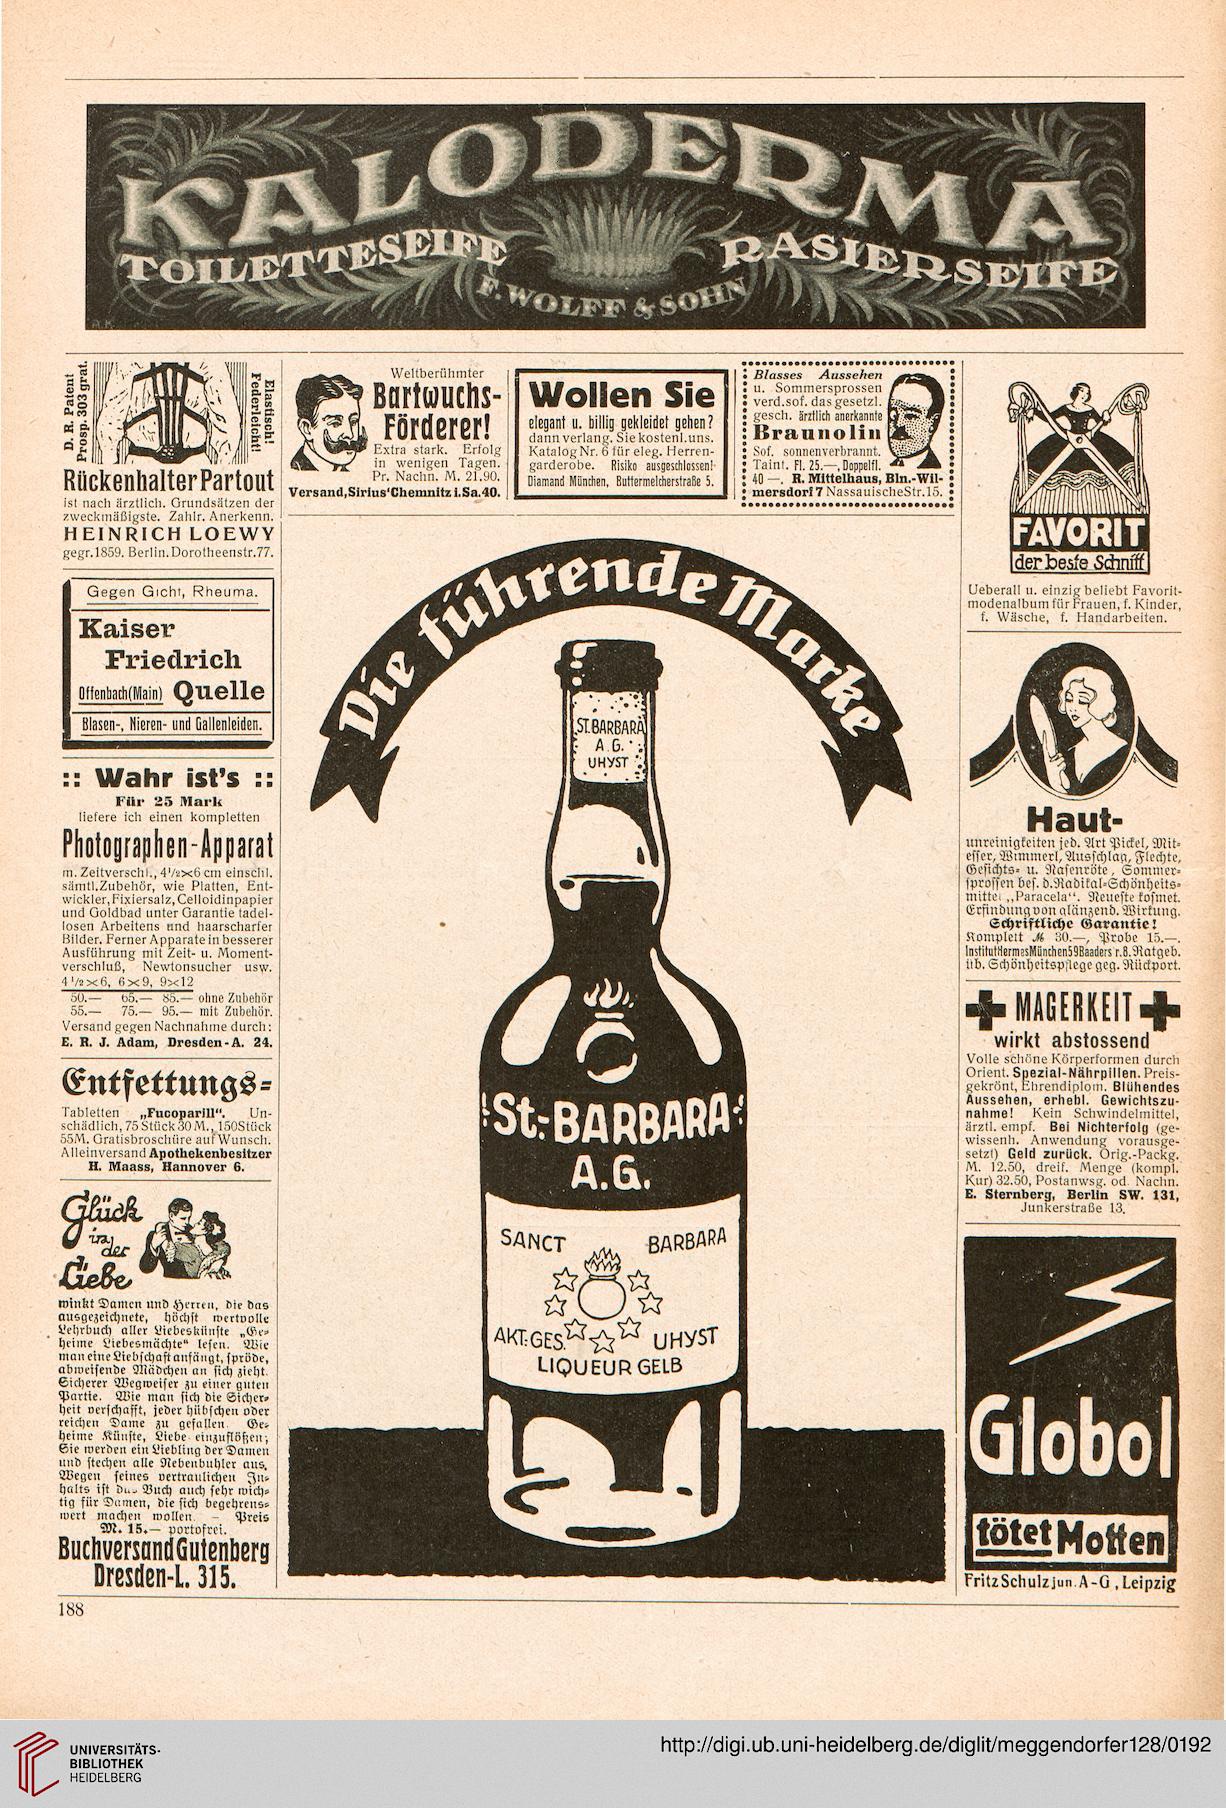 KALODERMA
TOILETTESEIFE
RASIERSEIFE
F. WOLFF & SOHN
D. R. Patent
Prosp. 303 grat.
Elastisch!
Federleicht!
Rückenhalter Partout
ist nach ärztlich. Grundsätzen der
zweckmäßigste. Zahlr. Anerkenn.
HEINRICH LOEWY
gegr. 1859. Berlin. Dorotheenstr. 77.
Gegen Gicht, Rheuma.
Kaiser
Friedrich
Offenbach (Main) Quelle
Blasen-, Nieren- und Gallenleiden.
:: Wahr ist's ::
Für 25 Mark
liefere ich einen kompletten
Photographen-Apparat
m. Zeitverschl., 4 1/2×6 cm einschl.
sämtl. Zubehör, wie Platten, Ent-
wickler, Fixiersalz, Celloidinpapier
und Goldbad unter Garantie tadel-
losen Arbeitens und haarscharfer
Bilder. Ferner Apparate in besserer
Ausführung mit Zeit- u. Moment-
verschluß, Newtonsucher usw.
4 1/2×6, 6×9, 9×12
50.— 65.— 85.— ohne Zubehör
55.— 75.— 95.— mit Zubehör.
Versand gegen Nachnahme durch:
E. R. J. Adam, Dresden-A. 24.
Entfettungs-
Tabletten „Fucoparill“. Un-
schädlich, 75 Stück 30 M., 150 Stück
55 M. Gratisbroschüre auf Wunsch.
Alleinversand Apothekenbesitzer
H. Maass, Hannover 6.
Glück
in der
Liebe
winkt Damen und Herren, die das
ausgezeichnete, höchst wertvolle
Lehrbuch aller Liebeskünste „Ge-
heime Liebesmächte“ lesen. Wie
man eine Liebschaft anfängt, spröde,
abweisende Mädchen an sich zieht.
Sicherer Wegweiser zu einer guten
Partie. Wie man sich die Sicher-
heit verschafft, jeder hübschen oder
reichen Dame zu gefallen. Ge-
heime Künste, Liebe einzuflößen;
Sie werden ein Liebling der Damen
und stechen alle Nebenbuhler aus.
Wegen seines vertraulichen In-
halts ist das Buch auch sehr wich-
tig für Damen, die sich begehrens-
wert machen wollen. – Preis
M. 15.— portofrei.
Buchversand Gutenberg
Dresden-L. 315.
Weltberühmter
Bartwuchs-
Förderer!
Extra stark. Erfolg
in wenigen Tagen.
Pr. Nachn. M. 21.90.
Versand, Sirius' Chemnitz i. Sa. 40.
Wollen Sie
elegant u. billig gekleidet gehen?
dann verlang. Sie kostenl. uns.
Katalog Nr. 6 für eleg. Herren-
garderobe. Risiko ausgeschlossen!
Diamand München, Buttermelcherstraße 5.
Blasses Aussehen
u. Sommersprossen
verd. sof. das gesetzl.
gesch. ärztlich anerkannte
Braunolin
Sof. sonnenverbrannt.
Taint. Fl. 25.—, Doppelfl.
40 —. R. Mittelhaus, Bln.-Wil-
mersdorf 7 Nassauische Str. 15.
Die führende Marke
ST. BARBARA
A. G.
UHYST
St.-BARBARA-
A.G.
SANCT BARBARA
AKT.-GES. UHYST
LIQUEUR GELB
FAVORIT
der beste Schnitt
Ueberall u. einzig beliebt Favorit-
modenalbum für Frauen, f. Kinder,
f. Wäsche, f. Handarbeiten.
Haut-
unreinigkeiten jed. Art Pickel, Mit-
esser, Wimmerl, Ausschlag, Flechte,
Gesichts- u. Nasenröte, Sommer-
sprossen bes. d. Radikal-Schönheits-
mittel „Paracela“. Neueste kosmet.
Erfindung von glänzend. Wirkung.
Schriftliche Garantie!
Komplett ℳ 30.—, Probe 15.—.
Institut Hermes München 59 Baaders'r. 8. Ratgeb.
üb. Schönheitspflege geg. Rückport.
MAGERKEIT
wirkt abstossend
Volle schöne Körperformen durch
Orient. Spezial-Nährpillen. Preis-
gekrönt, Ehrendiplom. Blühendes
Aussehen, erhebl. Gewichtszu-
nahme! Kein Schwindelmittel,
ärztl. empf. Bei Nichterfolg (ge-
wissenh. Anwendung vorausge-
setzt) Geld zurück. Orig.-Packg.
M. 12.50, dreif. Menge (kompl.
Kur) 32.50, Postanwsg. od. Nachn.
E. Sternberg, Berlin SW. 131,
Junkerstraße 13.
Globol
tötet Motten
Fritz Schulz jun. A-G, Leipzig
188
UNIVERSITÄTS-
BIBLIOTHEK
HEIDELBERG
http://digi.ub.uni-heidelberg.de/diglit/meggendorfer128/0192